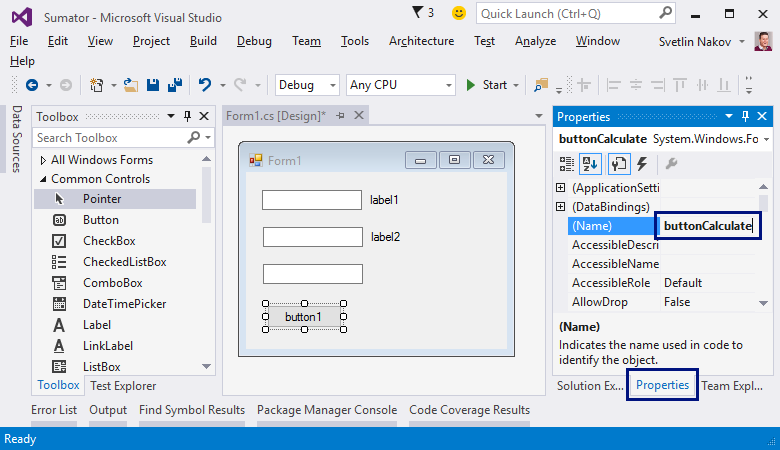 Sumator - Microsoft Visual Studio
3
Quick Launch (Ctrl+Q)
File Edit View Project Build Debug Team Tools Architecture Test Analyze Window Svetlin Nakov
Help
Debug Any CPU Start
Data Sources
Toolbox
Search Toolbox
All Windows Forms
Common Controls
Pointer
Button
CheckBox
CheckedListBox
ComboBox
DateTimePicker
Label
LinkLabel
ListBox
Toolbox Test Explorer
Form1.cs [Design]*
Form1
label1
label2
button1
Properties
buttonCalculate System.Windows.Fo
(ApplicationSetti
(DataBindings)
(Name) buttonCalculate
AccessibleDescri
AccessibleName
AccessibleRole Default
AllowDrop False
(Name)
Indicates the name used in code to
identify the object.
Solution Ex... Properties Team Expl...
Error List Output Find Symbol Results Package Manager Console Code Coverage Results
Ready